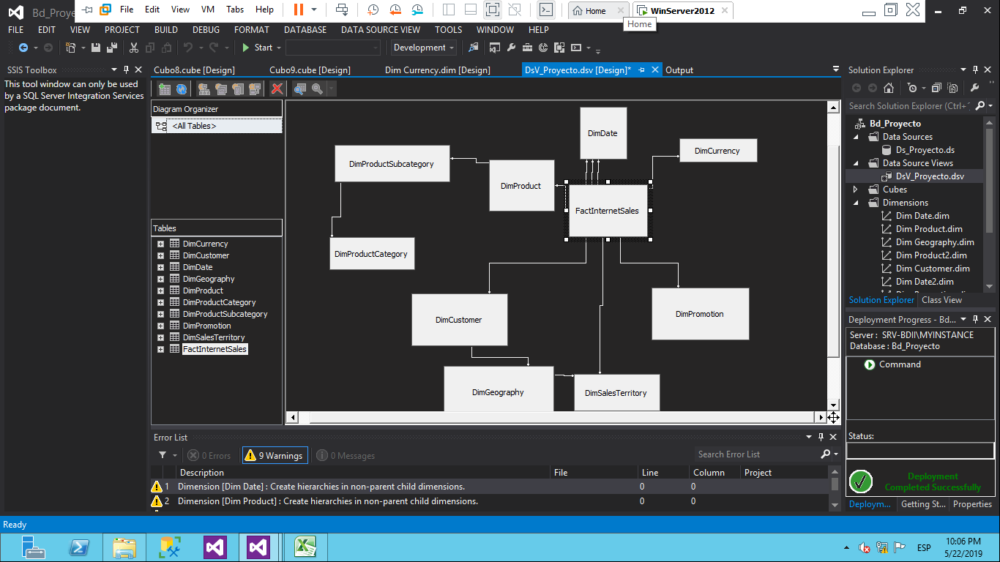 Bd_Proye
File Edit View VM Tabs Help
Home
WinServer2012
Home
FILE EDIT VIEW PROJECT BUILD DEBUG FORMAT DATABASE DATA SOURCE VIEW TOOLS WINDOW HELP
Start
Development
SSIS Toolbox
This tool window can only be used
by a SQL Server Integration Services
package document.
Cubo8.cube [Design]
Cubo9.cube [Design]
Dim Currency.dim [Design]
DsV_Proyecto.dsv [Design]*
Output
Diagram Organizer
<All Tables>
Tables
DimCurrency
DimCustomer
DimDate
DimGeography
DimProduct
DimProductCategory
DimProductSubcategory
DimPromotion
DimSalesTerritory
FactInternetSales
DimDate
DimCurrency
DimProductSubcategory
DimProduct
FactInternetSales
DimProductCategory
DimCustomer
DimPromotion
DimGeography
DimSalesTerritory
Solution Explorer
Search Solution Explorer (Ctrl+
Bd_Proyecto
Data Sources
Ds_Proyecto.ds
Data Source Views
DsV_Proyecto.dsv
Cubes
Dimensions
Dim Date.dim
Dim Product.dim
Dim Geography.dim
Dim Product2.dim
Dim Customer.dim
Dim Date2.dim
Solution Explorer
Class View
Deployment Progress - Bd...
Server : SRV-BDII\MYINSTANCE
Database : Bd_Proyecto
Command
Status:
Deployment
Completed Successfully
Deploym...
Getting St...
Properties
Error List
0 Errors
9 Warnings
0 Messages
Search Error List
Description File Line Column Project
1 Dimension [Dim Date] : Create hierarchies in non-parent child dimensions. 0 0
2 Dimension [Dim Product] : Create hierarchies in non-parent child dimensions. 0 0
Ready
ESP
10:06 PM
5/22/2019